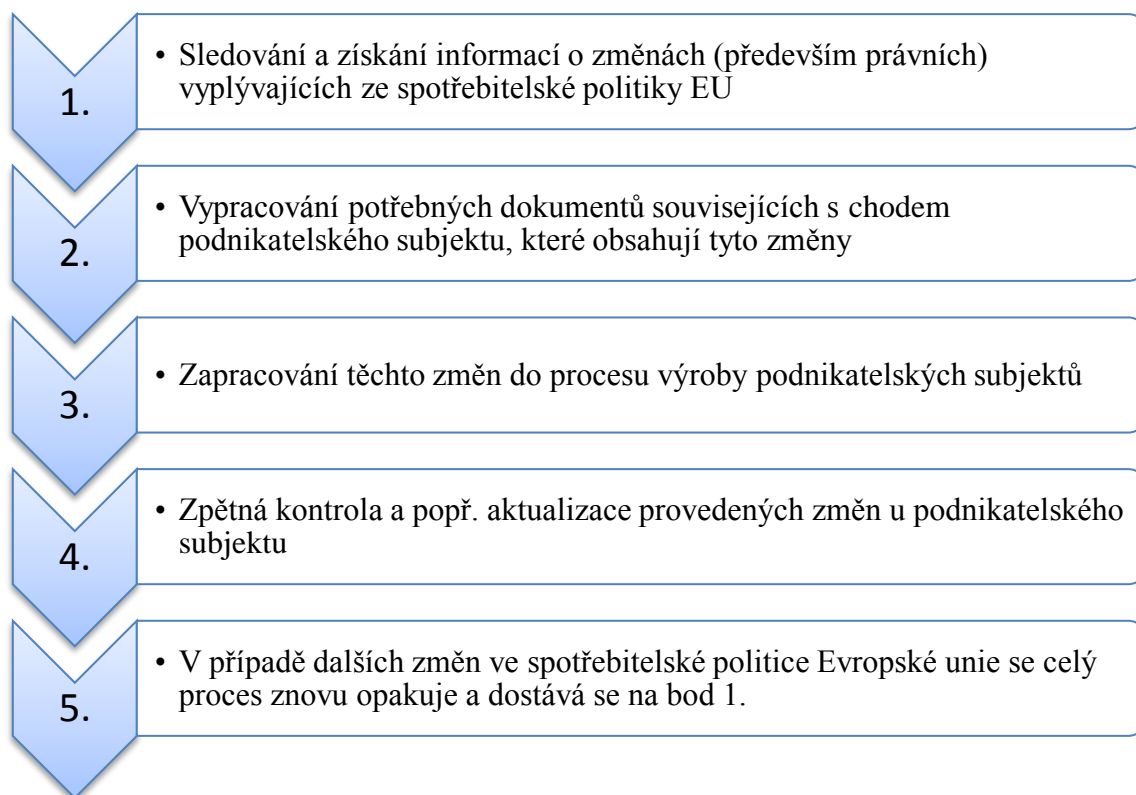 1.
• Sledování a získání informací o změnách (především právních)
vyplývajících ze spotřebitelské politiky EU
2.
• Vypracování potřebných dokumentů souvisejících s chodem
podnikatelského subjektu, které obsahují tyto změny
3.
• Zapracování těchto změn do procesu výroby podnikatelských subjektů
4.
• Zpětná kontrola a popř. aktualizace provedených změn u podnikatelského
subjektu
5.
• V případě dalších změn ve spotřebitelské politice Evropské unie se celý
proces znovu opakuje a dostává se na bod 1.